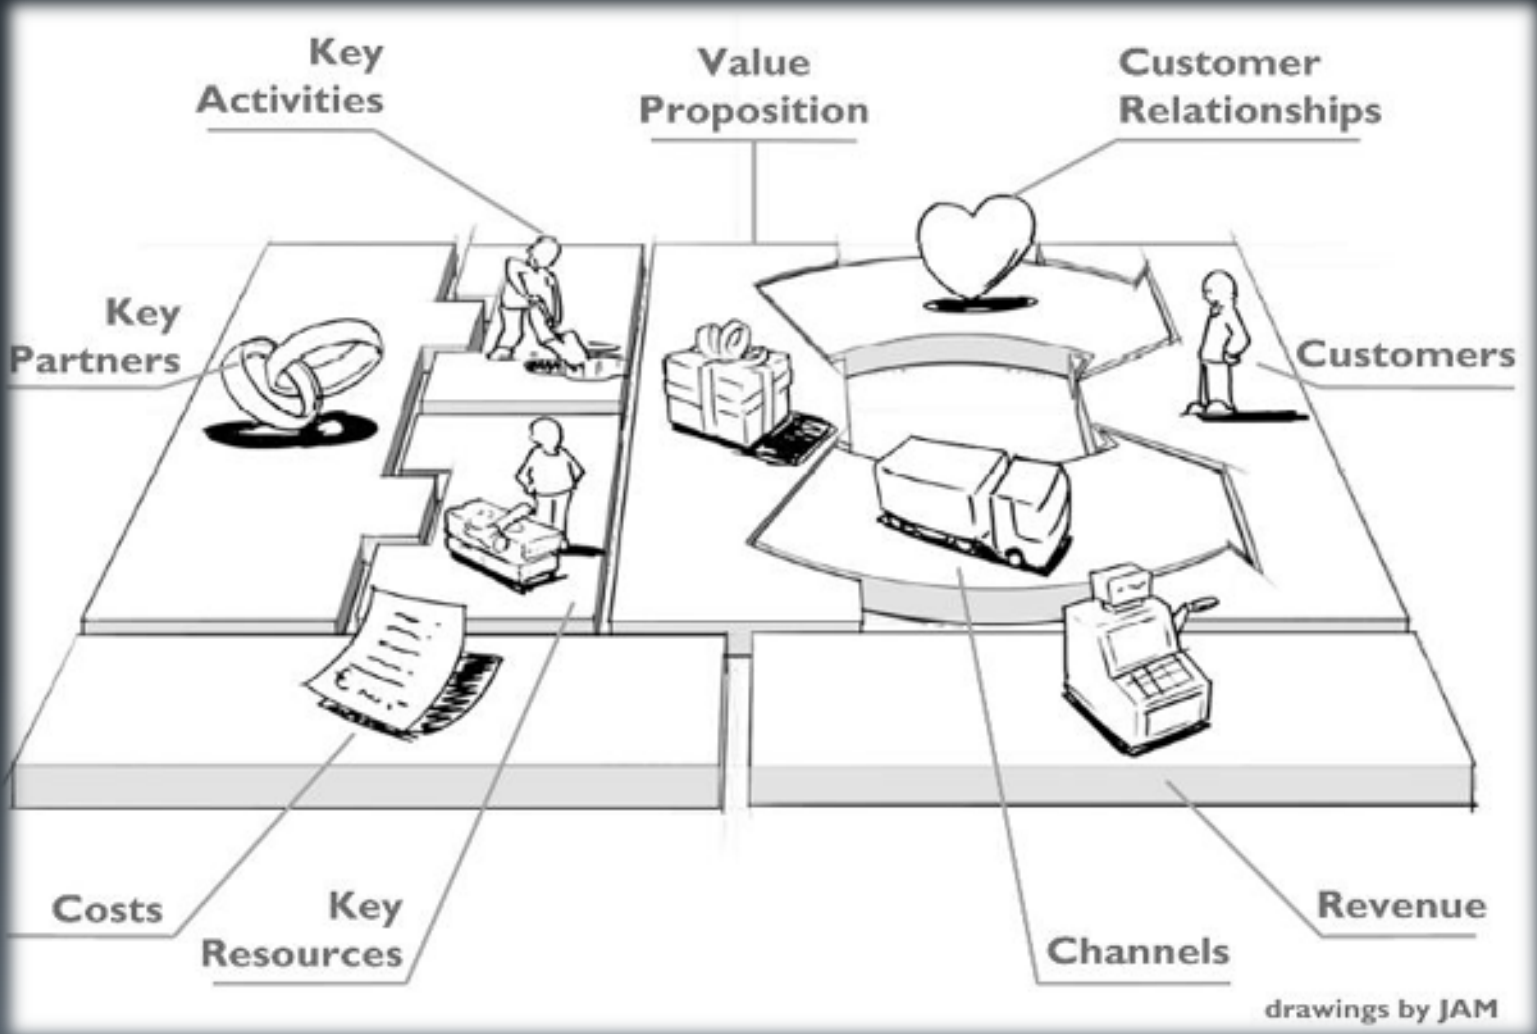 Key
Activities
Value
Proposition
Customer
Relationships
Key
Partners
Customers
Costs
Key
Resources
Channels
Revenue
drawings by JAM